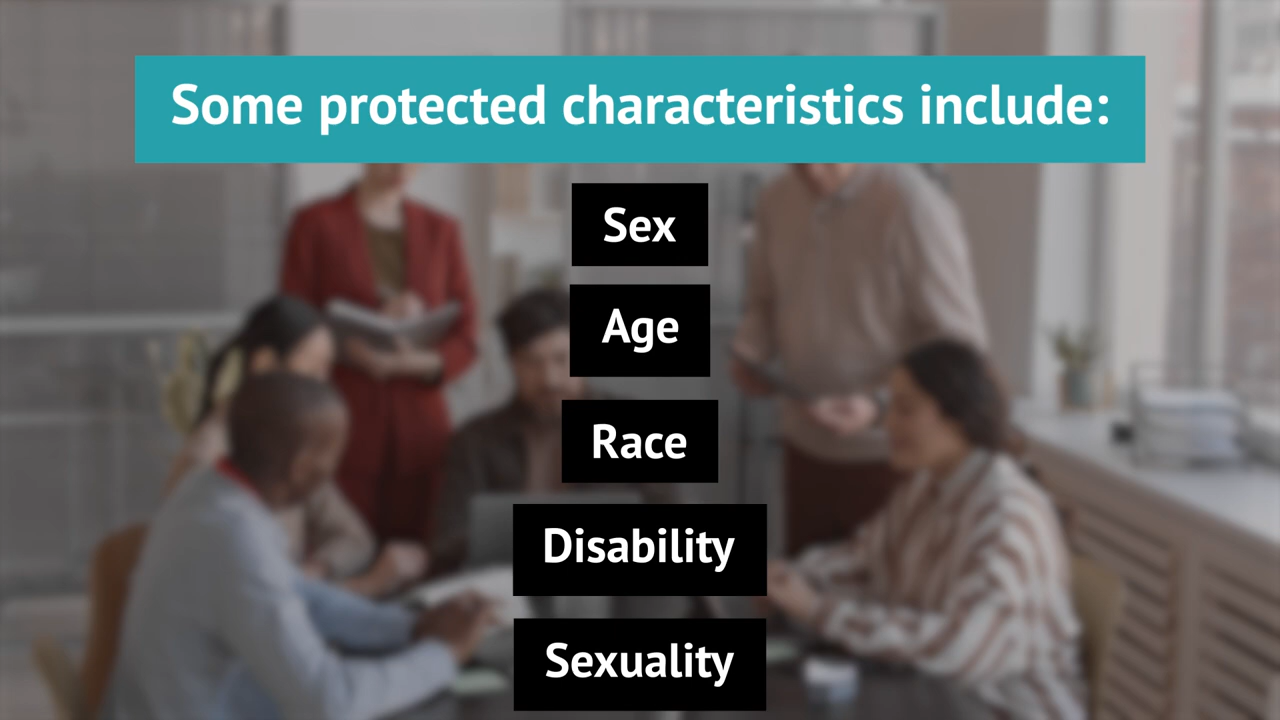 Some protected characteristics include:
Sex
Age
Race
Disability
Sexuality